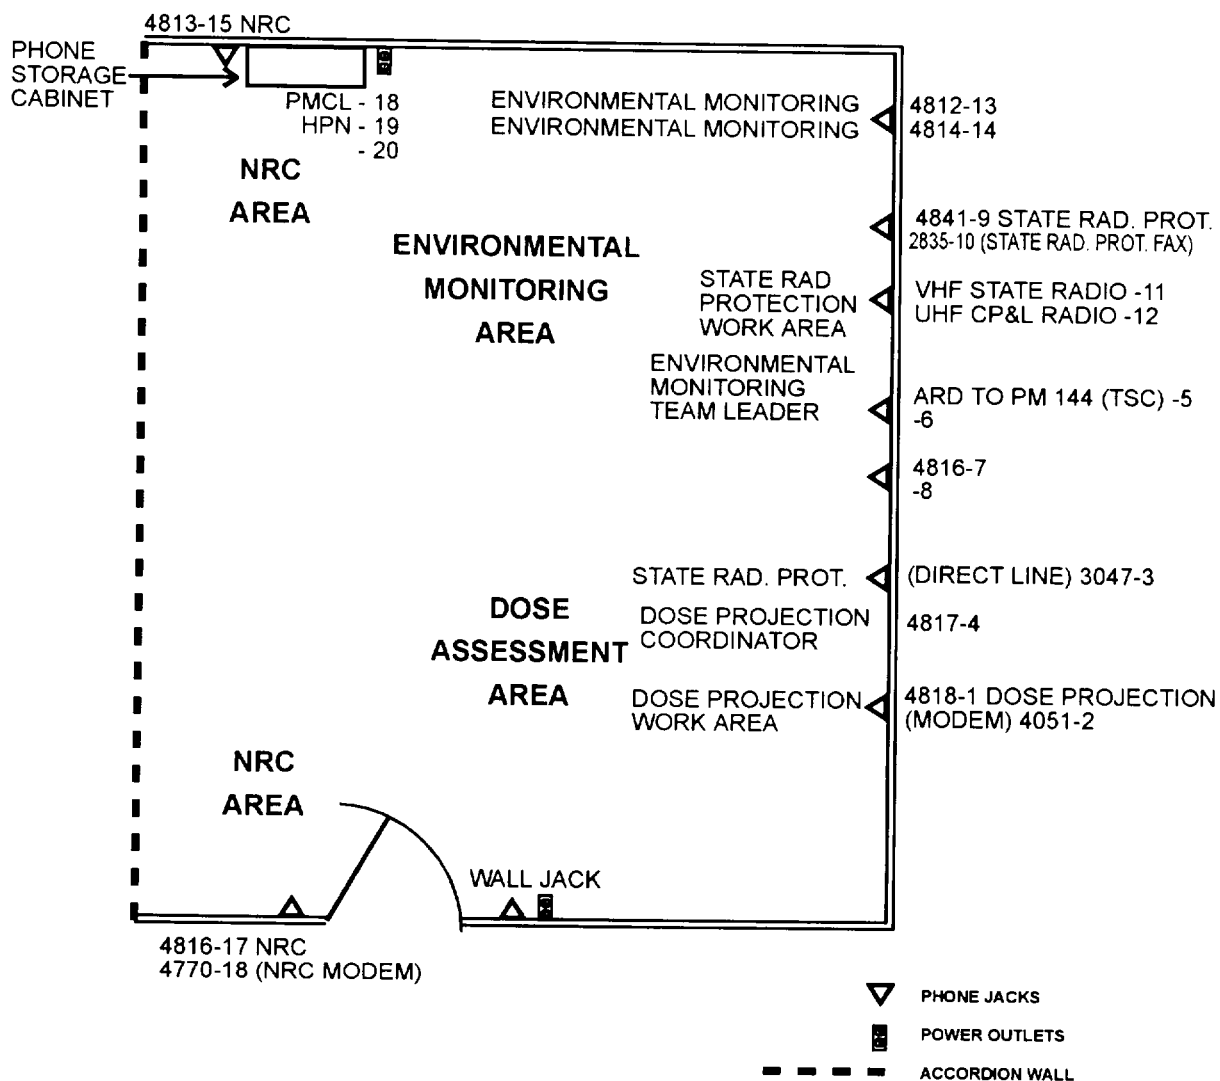 4813-15 NRC
PHONE
STORAGE
CABINET
PMCL - 18
HPN - 19
- 20
ENVIRONMENTAL MONITORING
ENVIRONMENTAL MONITORING
4812-13
4814-14
NRC
AREA
4841-9 STATE RAD. PROT.
2835-10 (STATE RAD. PROT. FAX)
ENVIRONMENTAL
MONITORING
AREA
STATE RAD
PROTECTION
WORK AREA
VHF STATE RADIO -11
UHF CP&L RADIO -12
ENVIRONMENTAL
MONITORING
TEAM LEADER
ARD TO PM 144 (TSC) -5
-6
4816-7
-8
STATE RAD. PROT.
(DIRECT LINE) 3047-3
DOSE
ASSESSMENT
AREA
DOSE PROJECTION
COORDINATOR
4817-4
DOSE PROJECTION
WORK AREA
4818-1 DOSE PROJECTION
(MODEM) 4051-2
NRC
AREA
WALL JACK
4816-17 NRC
4770-18 (NRC MODEM)
PHONE JACKS
POWER OUTLETS
ACCORDION WALL